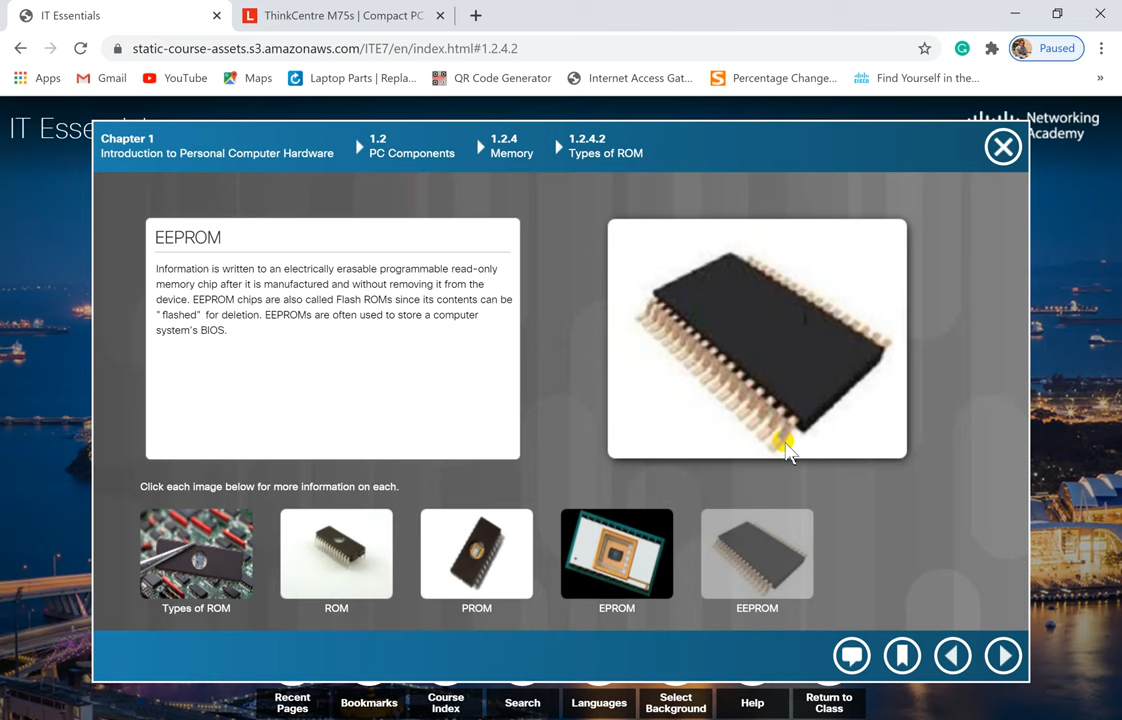 IT Essentials
ThinkCentre M75s | Compact PC
static-course-assets.s3.amazonaws.com/ITE7/en/index.html#1.2.4.2
Paused
Apps
Gmail
YouTube
Maps
Laptop Parts | Repla...
QR Code Generator
Internet Access Gat...
Percentage Change...
Find Yourself in the...
»
IT Esse
Networking
Academy
Chapter 1
Introduction to Personal Computer Hardware
1.2
PC Components
1.2.4
Memory
1.2.4.2
Types of ROM
EEPROM
Information is written to an electrically erasable programmable read-only
memory chip after it is manufactured and without removing it from the
device. EEPROM chips are also called Flash ROMs since its contents can be
"flashed" for deletion. EEPROMs are often used to store a computer
system's BIOS.
Click each image below for more information on each.
Types of ROM
ROM
PROM
EPROM
EEPROM
Recent
Pages
Bookmarks
Course
Index
Search
Languages
Select
Background
Help
Return to
Class